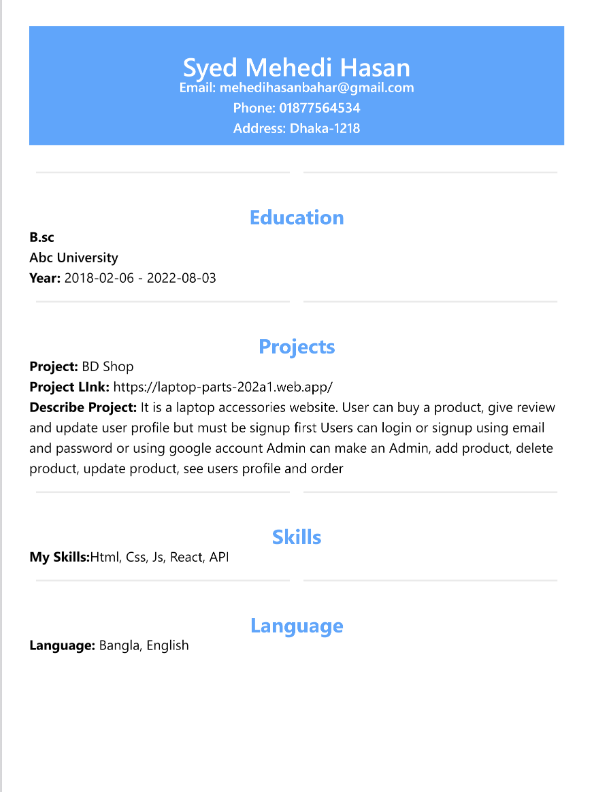 Syed Mehedi Hasan
Email: mehedihasanbahar@gmail.com
Phone: 01877564534
Address: Dhaka-1218
Education
B.sc
Abc University
Year: 2018-02-06 - 2022-08-03
Projects
Project: BD Shop
Project LInk: https://laptop-parts-202a1.web.app/
Describe Project: It is a laptop accessories website. User can buy a product, give review
and update user profile but must be signup first Users can login or signup using email
and password or using google account Admin can make an Admin, add product, delete
product, update product, see users profile and order
Skills
My Skills:Html, Css, Js, React, API
Language
Language: Bangla, English